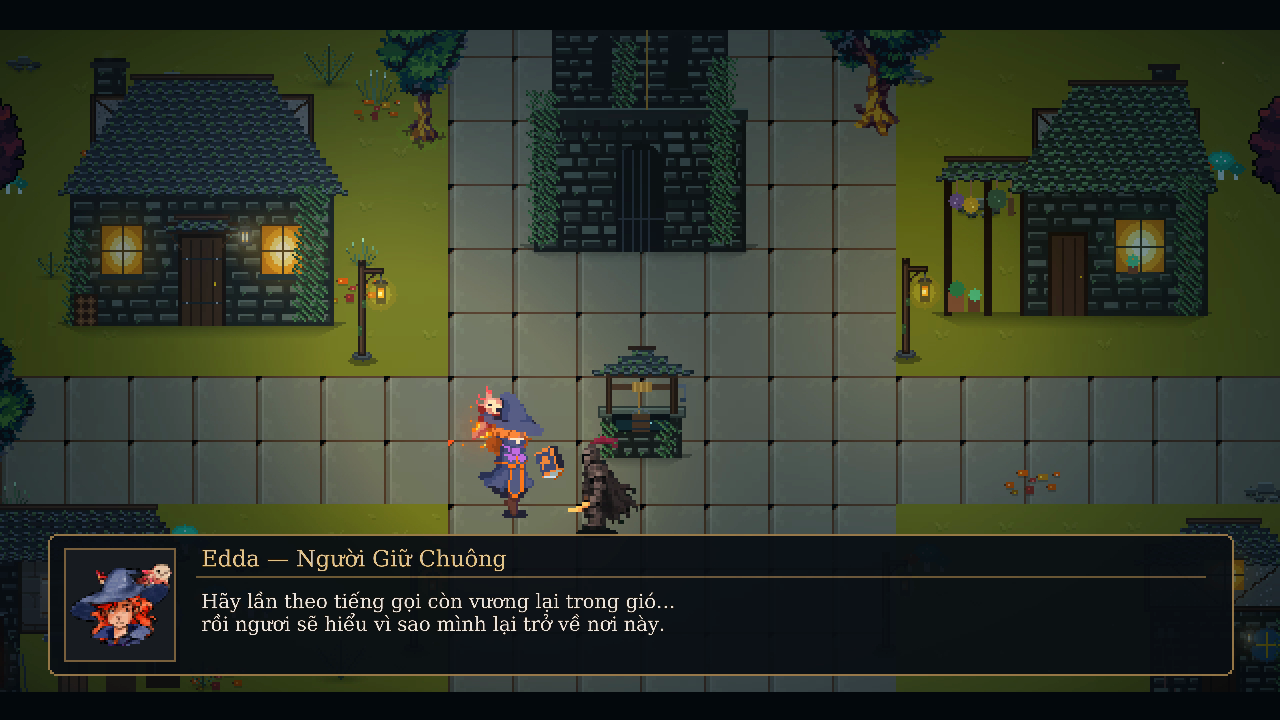 Edda — Người Giữ Chuông
Hãy lần theo tiếng gọi còn vương lại trong gió...
rồi ngươi sẽ hiểu vì sao mình lại trở về nơi này.